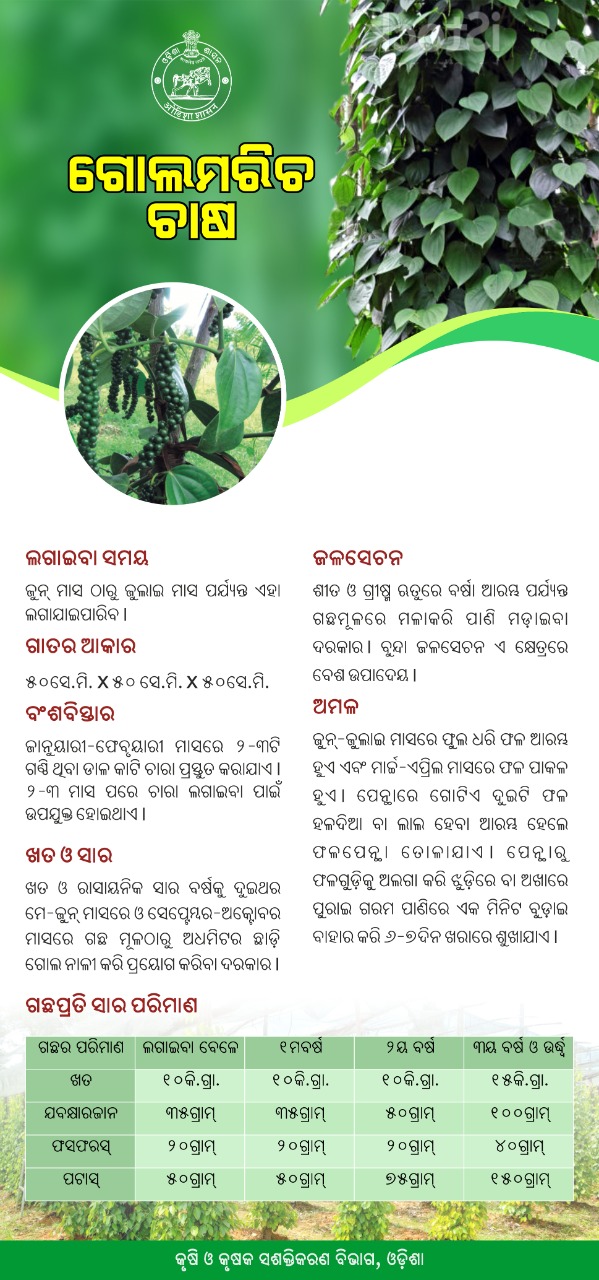 ଓଡ଼ିଶା ଶାସନ
ओड़िशा शासन
ଗୋଲମରିଚ
ଚାଷ
ଲଗାଇବା ସମୟ
ଜୁନ୍ ମାସ ଠାରୁ ଜୁଲାଇ ମାସ ପର୍ଯ୍ୟନ୍ତ ଏହା
ଲଗାଯାଇପାରିବ ।
ଗାତର ଆକାର
୫୦ସେ.ମି. X ୫୦ ସେ.ମି. X ୫୦ସେ.ମି.
ବଂଶବିସ୍ତାର
ଜାନୁୟାରୀ-ଫେବୃୟାରୀ ମାସରେ ୨-୩ଟି
ଗଣ୍ଠି ଥିବା ଡାଳ କାଟି ଚାରା ପ୍ରସ୍ତୁତ କରାଯାଏ ।
୨-୩ ମାସ ପରେ ଚାରା ଲଗାଇବା ପାଇଁ
ଉପଯୁକ୍ତ ହୋଇଥାଏ ।
ଖତ ଓ ସାର
ଖତ ଓ ରାସାୟନିକ ସାର ବର୍ଷକୁ ଦୁଇଥର
ମେ-ଜୁନ୍ ମାସରେ ଓ ସେପ୍ଟେମ୍ବର-ଅକ୍ଟୋବର
ମାସରେ ଗଛ ମୂଳଠାରୁ ଅଧମିଟର ଛାଡ଼ି
ଗୋଲ ନାଳୀ କରି ପ୍ରୟୋଗ କରିବା ଦରକାର ।
ଜଳସେଚନ
ଶୀତ ଓ ଗ୍ରୀଷ୍ମ ଋତୁରେ ବର୍ଷା ଆରମ୍ଭ ପର୍ଯ୍ୟନ୍ତ
ଗଛମୂଳରେ ମଳାକରି ପାଣି ମଡ଼ାଇବା
ଦରକାର । ବୁନ୍ଦା ଜଳସେଚନ ଏ କ୍ଷେତ୍ରରେ
ବେଶ ଉପାଦେୟ ।
ଅମଳ
ଜୁନ୍-ଜୁଲାଇ ମାସରେ ଫୁଲ ଧରି ଫଳ ଆରମ୍ଭ
ହୁଏ ଏବଂ ମାର୍ଚ୍ଚ-ଏପ୍ରିଲ ମାସରେ ଫଳ ପାକଳ
ହୁଏ । ପେନ୍ଥାରେ ଗୋଟିଏ ଦୁଇଟି ଫଳ
ହଳଦିଆ ବା ଲାଲ ହେବା ଆରମ୍ଭ ହେଲେ
ଫଳପେନ୍ଥା ତୋଳାଯାଏ । ପେନ୍ଥାରୁ
ଫଳଗୁଡ଼ିକୁ ଅଲଗା କରି ଝୁଡ଼ିରେ ବା ଅଖାରେ
ପୁରାଇ ଗରମ ପାଣିରେ ଏକ ମିନିଟ ବୁଡ଼ାଇ
ବାହାର କରି ୬-୭ଦିନ ଖରାରେ ଶୁଖାଯାଏ ।
ଗଛପ୍ରତି ସାର ପରିମାଣ
ଗଛର ପରିମାଣ ଲଗାଇବା ବେଳେ ୧ମବର୍ଷ ୨ୟ ବର୍ଷ ୩ୟ ବର୍ଷ ଓ ଉର୍ଦ୍ଧ୍ୱ
ଖତ ୧୦କି.ଗ୍ରା. ୧୦କି.ଗ୍ରା. ୧୦କି.ଗ୍ରା. ୧୫କି.ଗ୍ରା.
ଯବକ୍ଷାରଜାନ ୩୫ଗ୍ରାମ୍ ୩୫ଗ୍ରାମ୍ ୫୦ଗ୍ରାମ୍ ୧୦୦ଗ୍ରାମ୍
ଫସଫରସ୍ ୨୦ଗ୍ରାମ୍ ୨୦ଗ୍ରାମ୍ ୨୦ଗ୍ରାମ୍ ୪୦ଗ୍ରାମ୍
ପଟାସ୍ ୫୦ଗ୍ରାମ୍ ୫୦ଗ୍ରାମ୍ ୭୫ଗ୍ରାମ୍ ୧୫୦ଗ୍ରାମ୍
କୃଷି ଓ କୃଷକ ସଶକ୍ତିକରଣ ବିଭାଗ, ଓଡ଼ିଶା